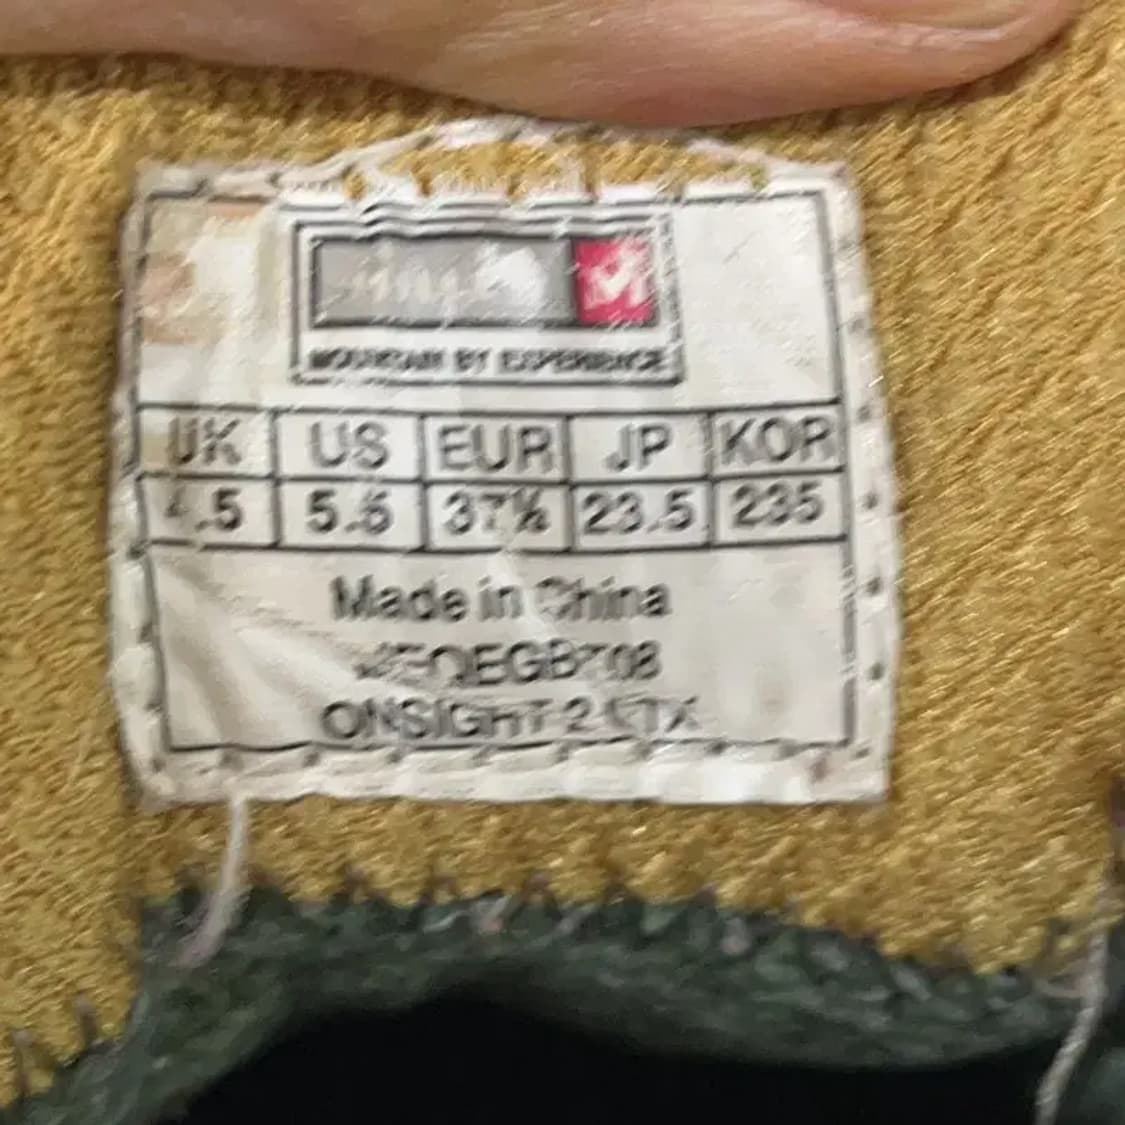 M
MOUNTAIN BY EXPERIENCE
UK US EUR JP KOR
.5 5.5 37½ 23.5 235
Made in China
ONSIGHT 2 GTX